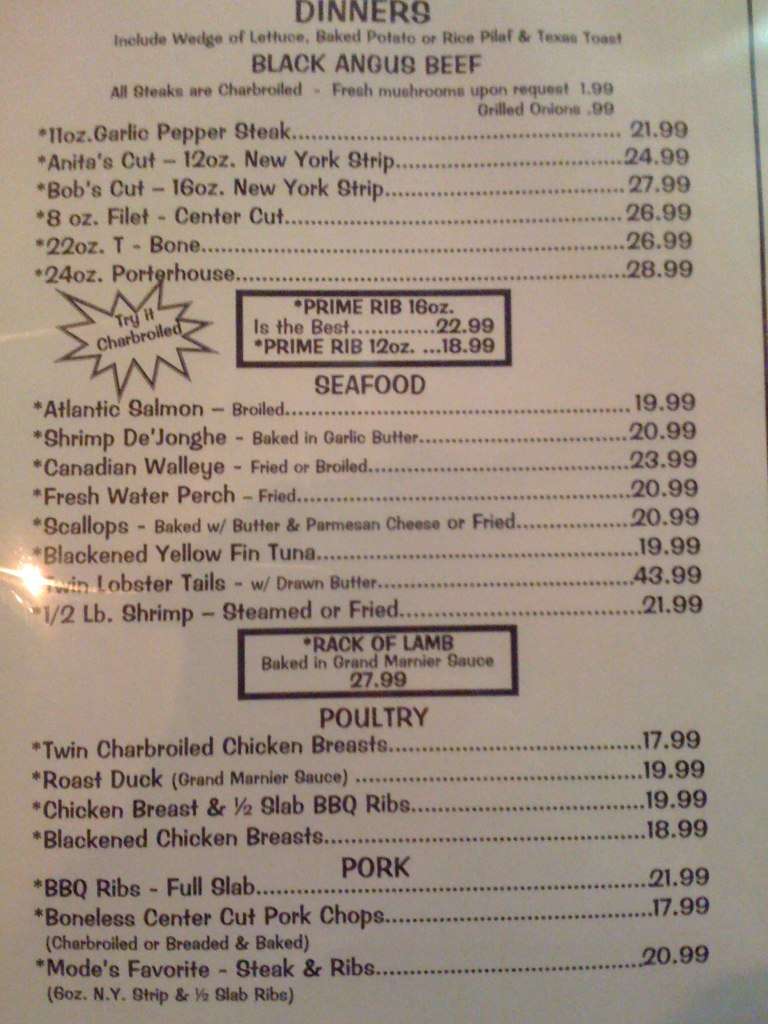 DINNERS
Include Wedge of Lettuce, Baked Potato or Rice Pilaf & Texas Toast
BLACK ANGUS BEEF
All Steaks are Charbroiled - Fresh mushrooms upon request 1.99
Grilled Onions .99
*11oz.Garlic Pepper Steak.................................................. 21.99
*Anita's Cut – 12oz. New York Strip...................................24.99
*Bob's Cut – 16oz. New York Strip.....................................27.99
*8 oz. Filet - Center Cut....................................................26.99
*22oz. T - Bone................................................................26.99
*24oz. Porterhouse...........................................................28.99
Try it
Charbroiled
*PRIME RIB 16oz.
Is the Best.............22.99
*PRIME RIB 12oz. ...18.99
SEAFOOD
*Atlantic Salmon – Broiled....................................................19.99
*Shrimp De'Jonghe - Baked in Garlic Butter................................20.99
*Canadian Walleye - Fried or Broiled.......................................23.99
*Fresh Water Perch – Fried..................................................20.99
*Scallops - Baked w/ Butter & Parmesan Cheese or Fried.................20.99
*Blackened Yellow Fin Tuna................................................19.99
*Twin Lobster Tails - w/ Drawn Butter......................................43.99
*1/2 Lb. Shrimp – Steamed or Fried.....................................21.99
*RACK OF LAMB
Baked in Grand Marnier Sauce
27.99
POULTRY
*Twin Charbroiled Chicken Breasts......................................17.99
*Roast Duck (Grand Marnier Sauce) ...........................................19.99
*Chicken Breast & ½ Slab BBQ Ribs...................................19.99
*Blackened Chicken Breasts................................................18.99
PORK
*BBQ Ribs - Full Slab..........................................................21.99
*Boneless Center Cut Pork Chops........................................17.99
(Charbroiled or Breaded & Baked)
*Mode's Favorite - Steak & Ribs........................................20.99
(6oz. N.Y. Strip & ½ Slab Ribs)